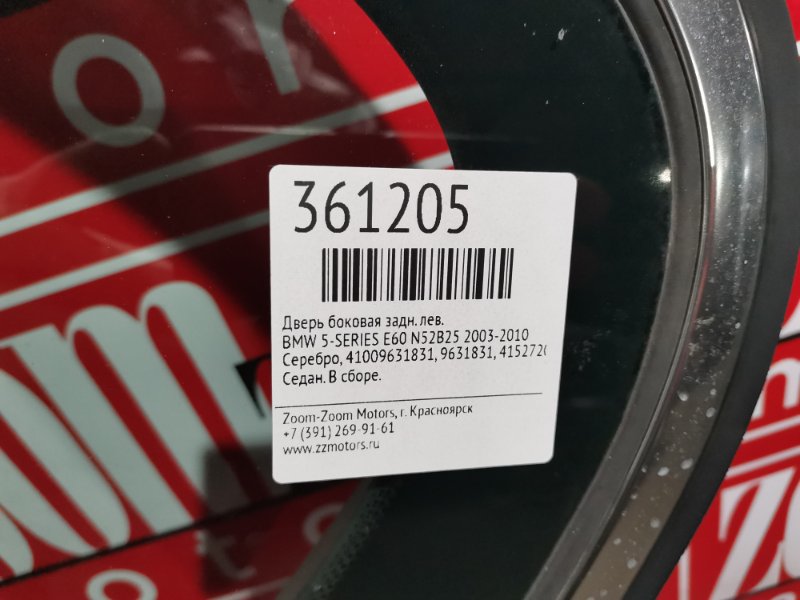 361205
Дверь боковая задн. лев.
BMW 5-SERIES E60 N52B25 2003-2010
Серебро, 41009631831, 9631831, 4152720
Седан. В сборе.
Zoom-Zoom Motors, г. Красноярск
+7 (391) 269-91-61
www.zzmotors.ru